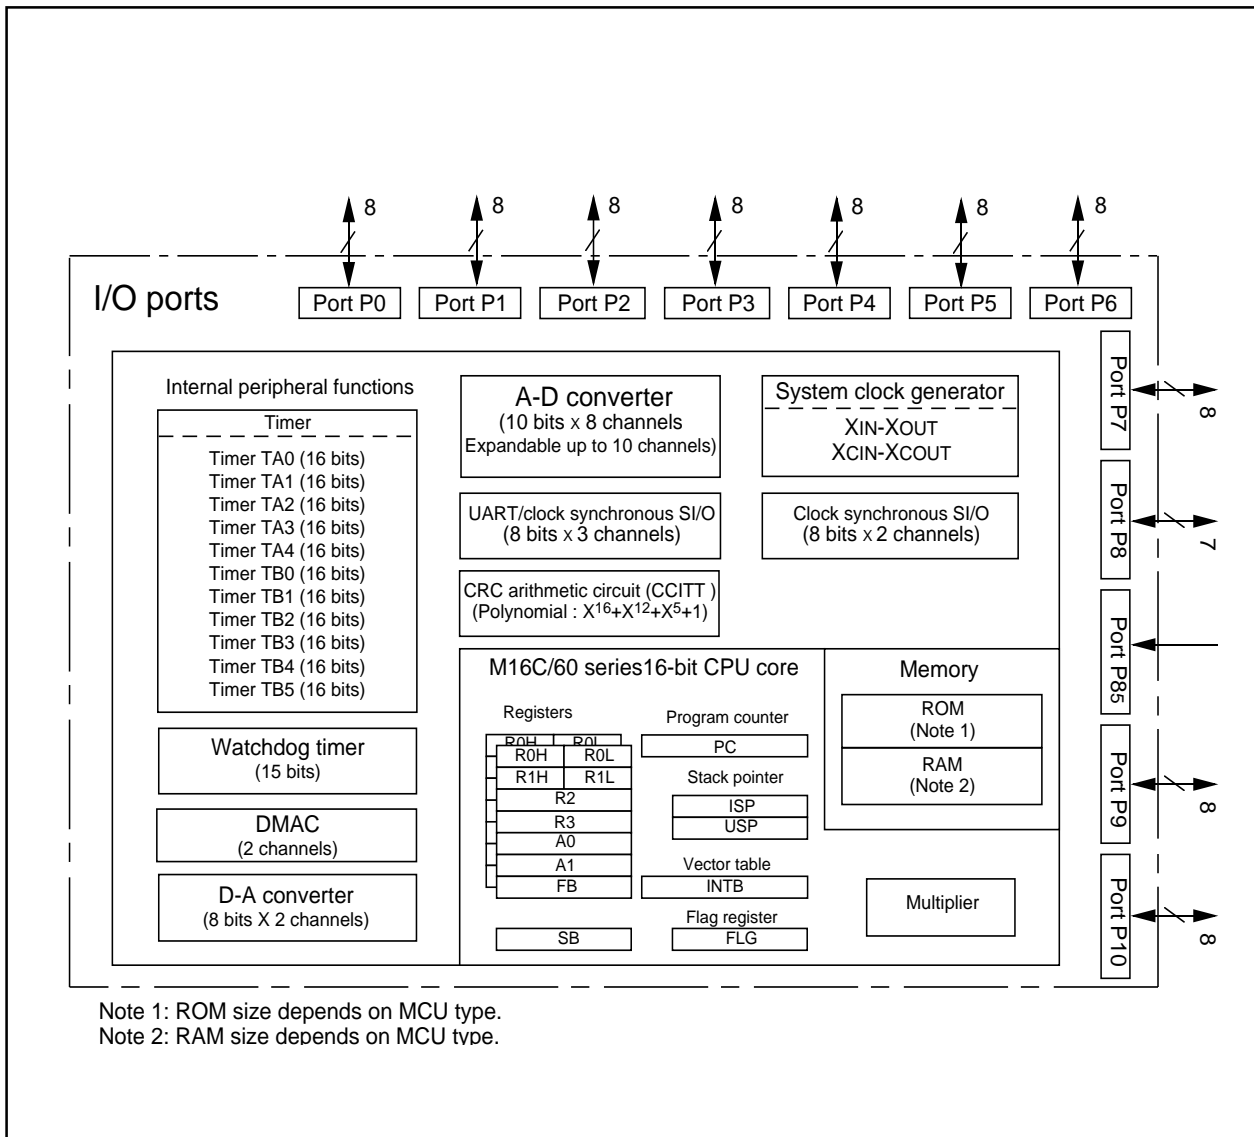 8 8 8 8 8 8 8
I/O ports
Port P0 Port P1 Port P2 Port P3 Port P4 Port P5 Port P6
Internal peripheral functions
Timer
Timer TA0 (16 bits)
Timer TA1 (16 bits)
Timer TA2 (16 bits)
Timer TA3 (16 bits)
Timer TA4 (16 bits)
Timer TB0 (16 bits)
Timer TB1 (16 bits)
Timer TB2 (16 bits)
Timer TB3 (16 bits)
Timer TB4 (16 bits)
Timer TB5 (16 bits)
Watchdog timer
(15 bits)
DMAC
(2 channels)
D-A converter
(8 bits X 2 channels)
A-D converter
(10 bits x 8 channels
Expandable up to 10 channels)
UART/clock synchronous SI/O
(8 bits x 3 channels)
CRC arithmetic circuit (CCITT )
(Polynomial : X16+X12+X5+1)
System clock generator
XIN-XOUT
XCIN-XCOUT
Clock synchronous SI/O
(8 bits x 2 channels)
M16C/60 series16-bit CPU core
Registers
R0H R0L
R0H R0L
R1H R1L
R2
R3
A0
A1
FB
SB
Program counter
PC
Stack pointer
ISP
USP
Vector table
INTB
Flag register
FLG
Memory
ROM
(Note 1)
RAM
(Note 2)
Multiplier
Port P7
8
Port P8
7
Port P85
Port P9
8
Port P10
8
Note 1: ROM size depends on MCU type.
Note 2: RAM size depends on MCU type.